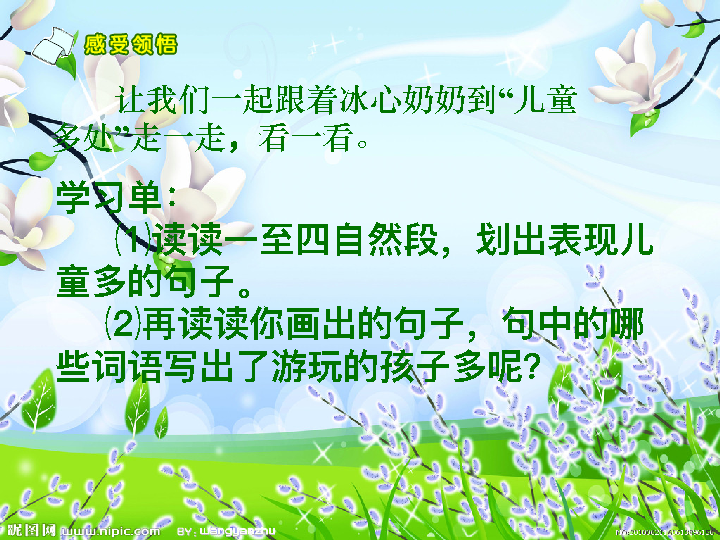 感受领悟
让我们一起跟着冰心奶奶到“儿童
多处”走一走，看一看。
学习单：
⑴读读一至四自然段，划出表现儿
童多的句子。
⑵再读读你画出的句子，句中的哪
些词语写出了游玩的孩子多呢？
昵图网 www.nipic.com BY: wangyanzhu